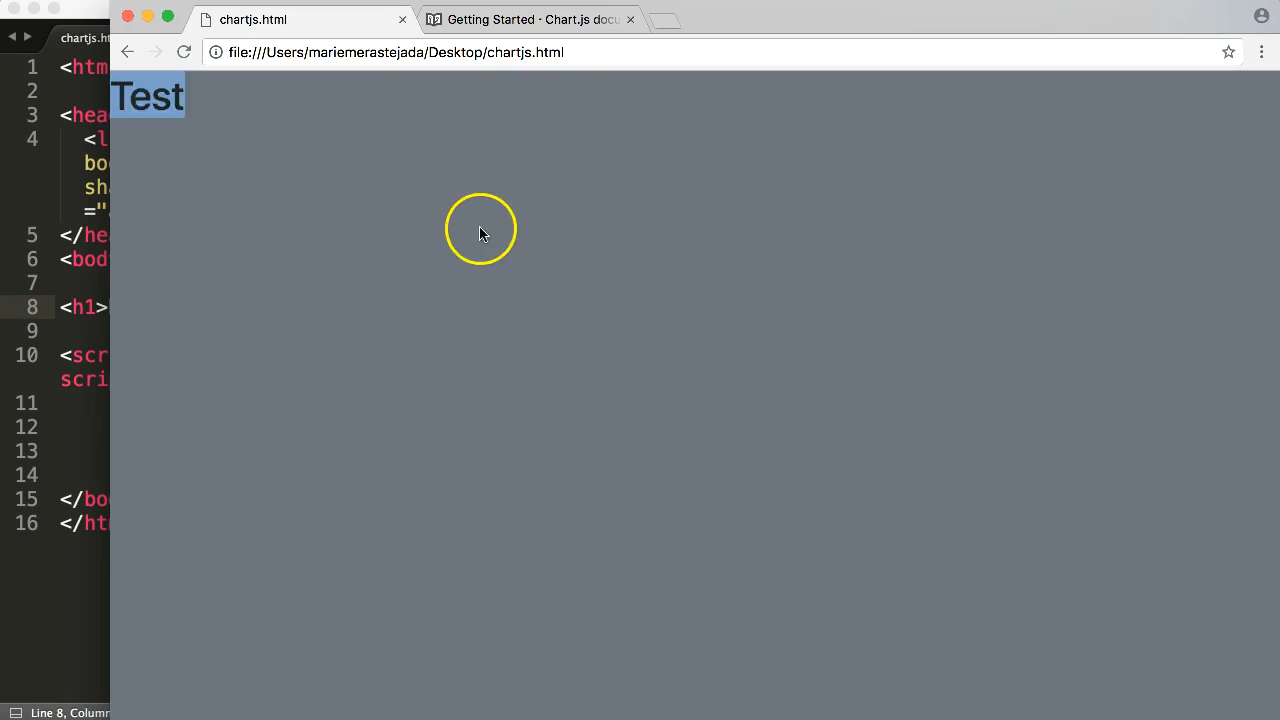 chartjs.html
Getting Started · Chart.js docu
file:///Users/mariemerastejada/Desktop/chartjs.html
Test
chartjs.ht
1 <htm
2
3 <hea
4 <l
bo
sh
="
5 </he
6 <bod
7
8 <h1>
9
10 <scr
scri
11
12
13
14
15 </bo
16 </ht
Line 8, Column